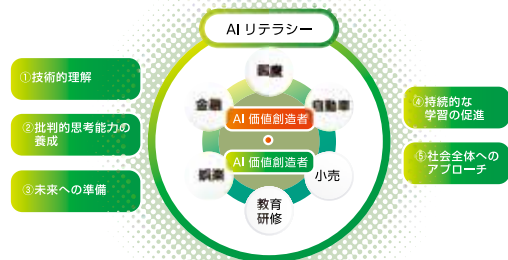 AI リテラシー
①技術的理解
②批判的思考能力の
養成
③未来への準備
医療
金融
自動車
AI 価値創造者
AI 価値創造者
娯楽
小売
教育
研修
④持続的な
学習の促進
⑤社会全体への
アプローチ